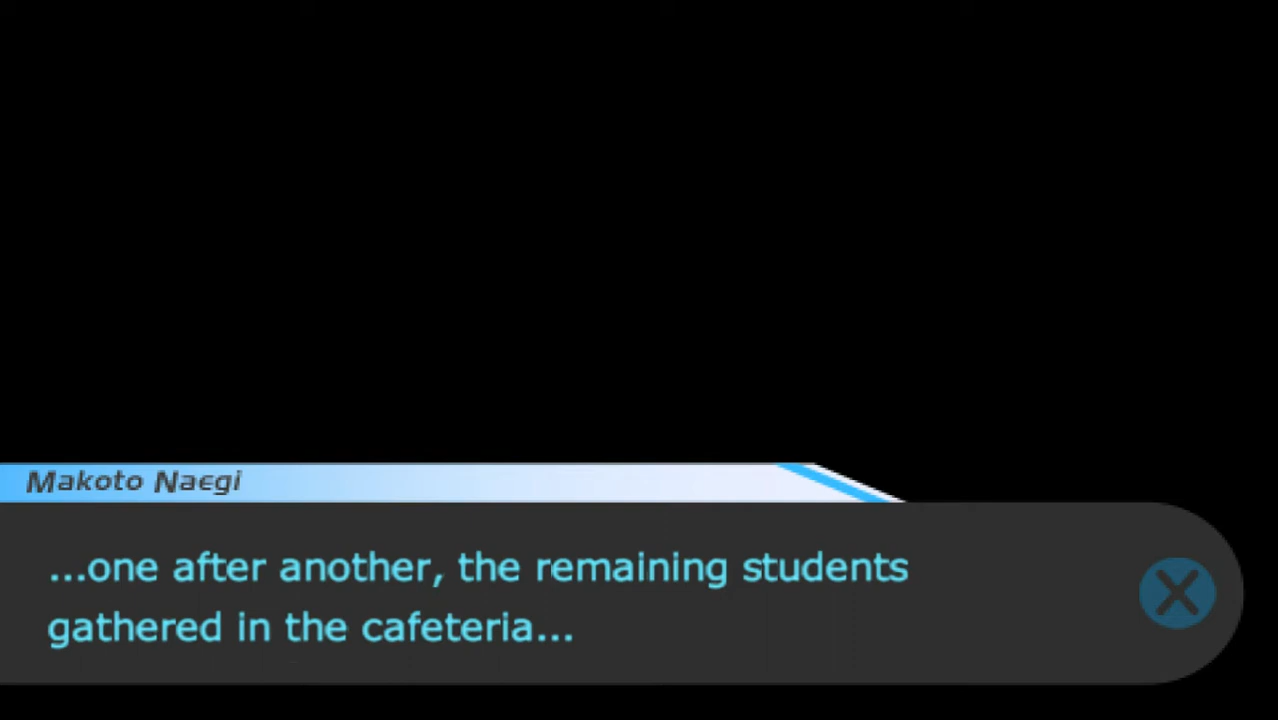 Makoto Naegi
...one after another, the remaining students
gathered in the cafeteria...